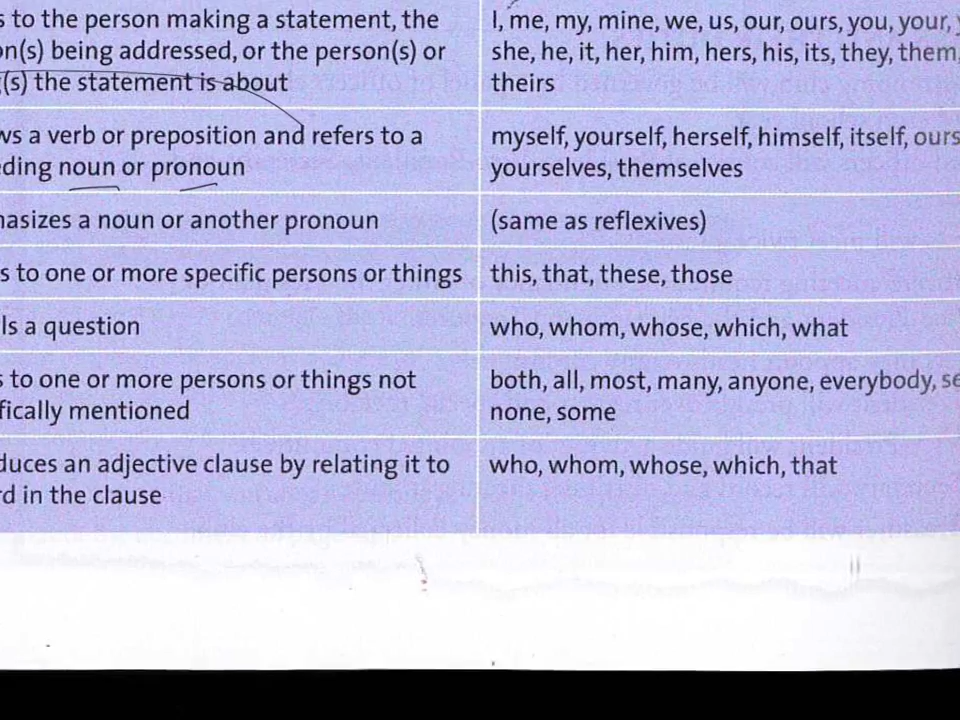 s to the person making a statement, the
on(s) being addressed, or the person(s) or
(s) the statement is about
I, me, my, mine, we, us, our, ours, you, your,
she, he, it, her, him, hers, his, its, they, them,
theirs
ws a verb or preposition and refers to a
ding noun or pronoun
myself, yourself, herself, himself, itself, ours
yourselves, themselves
asizes a noun or another pronoun
(same as reflexives)
s to one or more specific persons or things
this, that, these, those
ls a question
who, whom, whose, which, what
s to one or more persons or things not
fically mentioned
both, all, most, many, anyone, everybody, se
none, some
duces an adjective clause by relating it to
rd in the clause
who, whom, whose, which, that